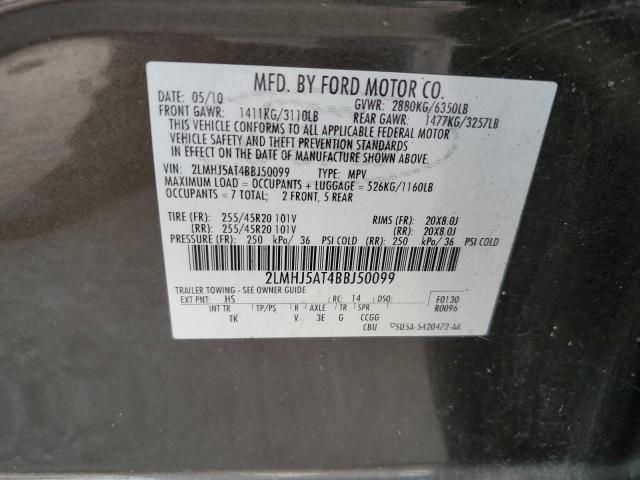 MFD. BY FORD MOTOR CO.
DATE: 05/10 GVWR: 2880KG/6350LB
FRONT GAWR: 1411KG/3110LB REAR GAWR: 1477KG/3257LB
THIS VEHICLE CONFORMS TO ALL APPLICABLE FEDERAL MOTOR
VEHICLE SAFETY AND THEFT PREVENTION STANDARDS
IN EFFECT ON THE DATE OF MANUFACTURE SHOWN ABOVE.
VIN: 2LMHJ5AT4BBJ50099 TYPE: MPV
MAXIMUM LOAD = OCCUPANTS + LUGGAGE = 526KG/1160LB
OCCUPANTS = 7 TOTAL; 2 FRONT, 5 REAR
TIRE (FR): 255/45R20 101V RIMS (FR): 20X8.0J
(RR): 255/45R20 101V (RR): 20X8.0J
PRESSURE (FR): 250 kPa/ 36 PSI COLD (RR) 250 kPa/ 36 PSI COLD
2LMHJ5AT4BBJ50099
TRAILER TOWING - SEE OWNER GUIDE
EXT PNT: HS RC: 14 DSO: F0130
INT TR TP/PS R AXLE TR SPR R0096
TK V 3E G CCGG
CBU 5U5A-5420472-AA